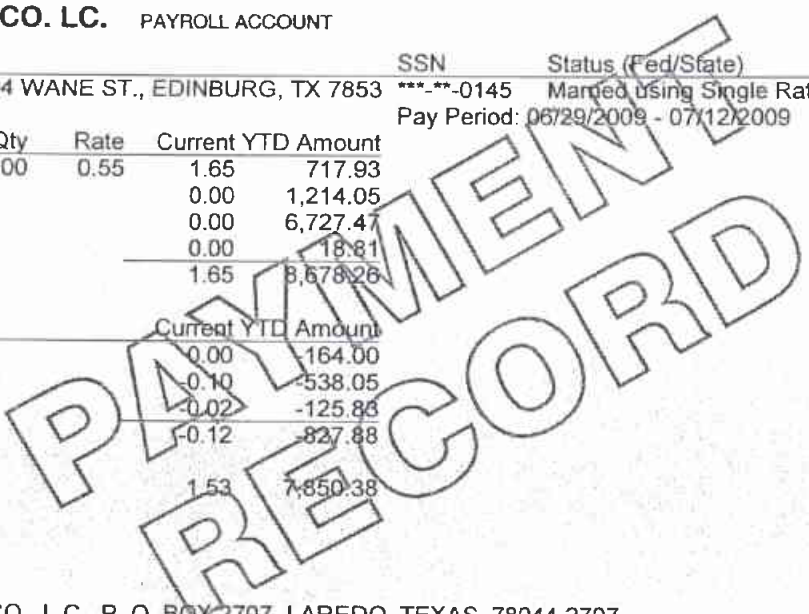 CO. LC. PAYROLL ACCOUNT
SSN Status (Fed/State)
4 WANE ST., EDINBURG, TX 7853 ***-**-0145 Married using Single Rat
Pay Period: 06/29/2009 - 07/12/2009
Qty Rate Current YTD Amount
00 0.55 1.65 717.93
0.00 1,214.05
0.00 6,727.47
0.00 18.81
1.65 8,678.26
Current YTD Amount
0.00 -164.00
-0.10 -538.05
-0.02 -125.83
-0.12 -827.88
1.53 7,850.38
PAYMENT
RECORD
CO., L.C., P. O. BOX 2707, LAREDO, TEXAS 78044-2707